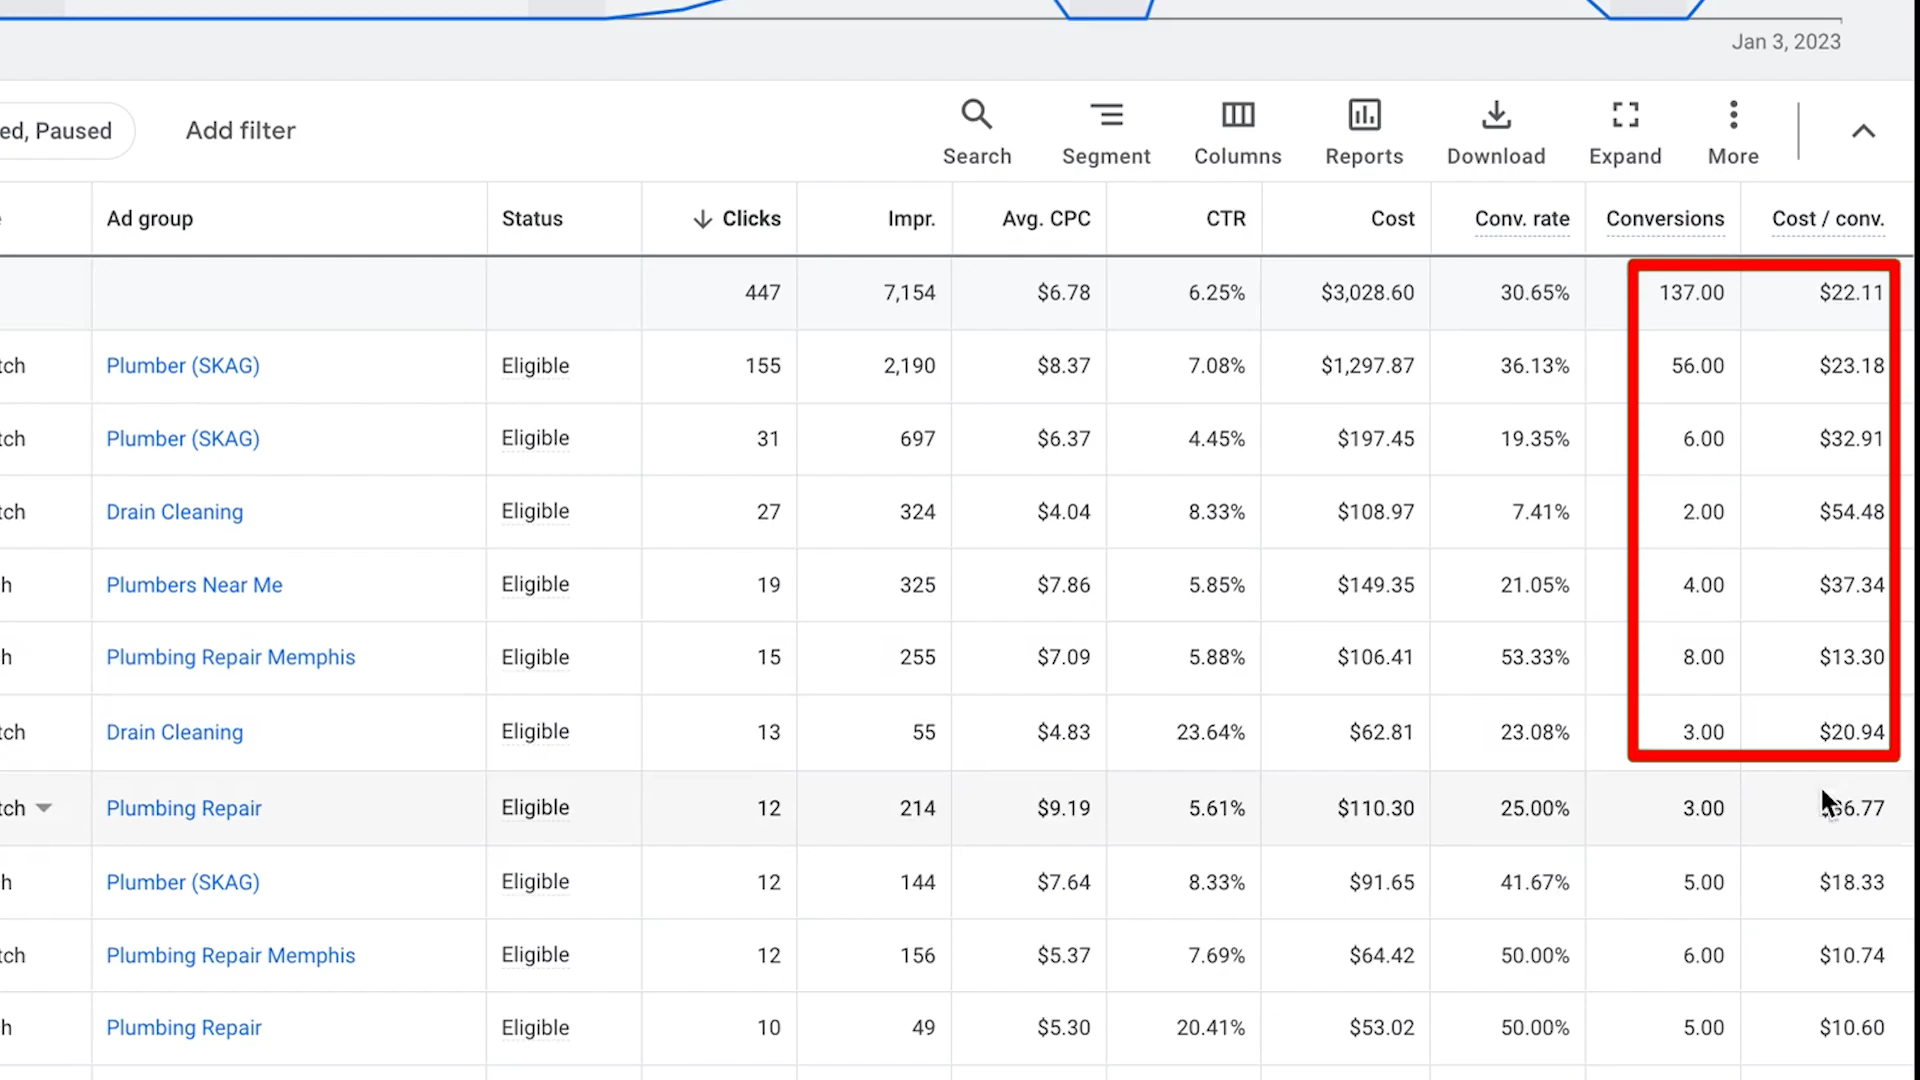 Jan 3, 2023
ed, Paused Add filter Search Segment Columns Reports Download Expand More
Ad group Status Clicks Impr. Avg. CPC CTR Cost Conv. rate Conversions Cost / conv.
447 7,154 $6.78 6.25% $3,028.60 30.65% 137.00 $22.11
tch Plumber (SKAG) Eligible 155 2,190 $8.37 7.08% $1,297.87 36.13% 56.00 $23.18
tch Plumber (SKAG) Eligible 31 697 $6.37 4.45% $197.45 19.35% 6.00 $32.91
tch Drain Cleaning Eligible 27 324 $4.04 8.33% $108.97 7.41% 2.00 $54.48
h Plumbers Near Me Eligible 19 325 $7.86 5.85% $149.35 21.05% 4.00 $37.34
h Plumbing Repair Memphis Eligible 15 255 $7.09 5.88% $106.41 53.33% 8.00 $13.30
tch Drain Cleaning Eligible 13 55 $4.83 23.64% $62.81 23.08% 3.00 $20.94
tch Plumbing Repair Eligible 12 214 $9.19 5.61% $110.30 25.00% 3.00
h Plumber (SKAG) Eligible 12 144 $7.64 8.33% $91.65 41.67% 5.00 $18.33
tch Plumbing Repair Memphis Eligible 12 156 $5.37 7.69% $64.42 50.00% 6.00 $10.74
h Plumbing Repair Eligible 10 49 $5.30 20.41% $53.02 50.00% 5.00 $10.60